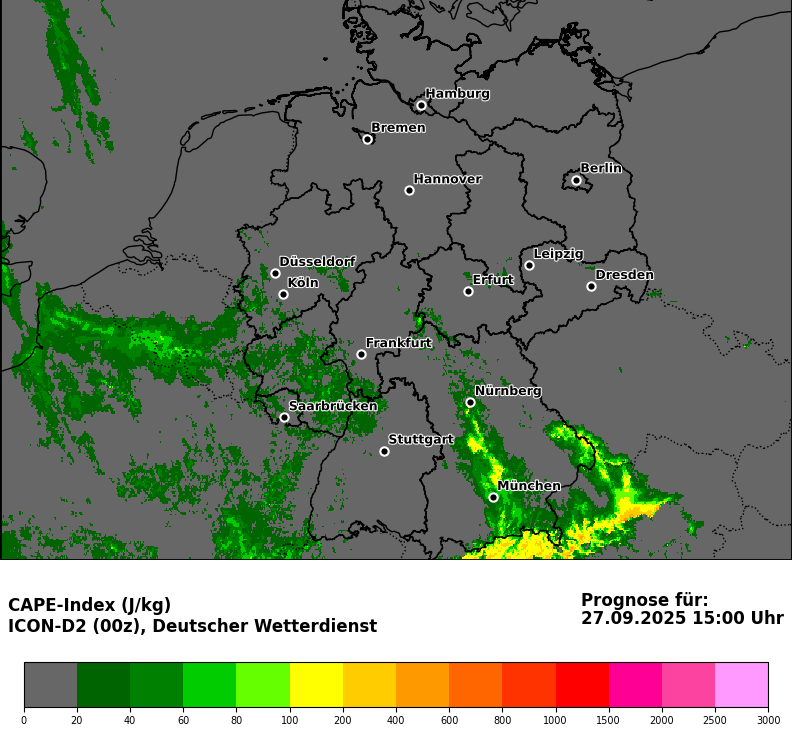 Hamburg
Bremen
Berlin
Hannover
Leipzig
Düsseldorf
Dresden
Köln
Erfurt
Frankfurt
Nürnberg
Saarbrücken
Stuttgart
München
CAPE-Index (J/kg)
ICON-D2 (00z), Deutscher Wetterdienst
Prognose für:
27.09.2025 15:00 Uhr
0 20 40 60 80 100 200 400 600 800 1000 1500 2000 2500 3000